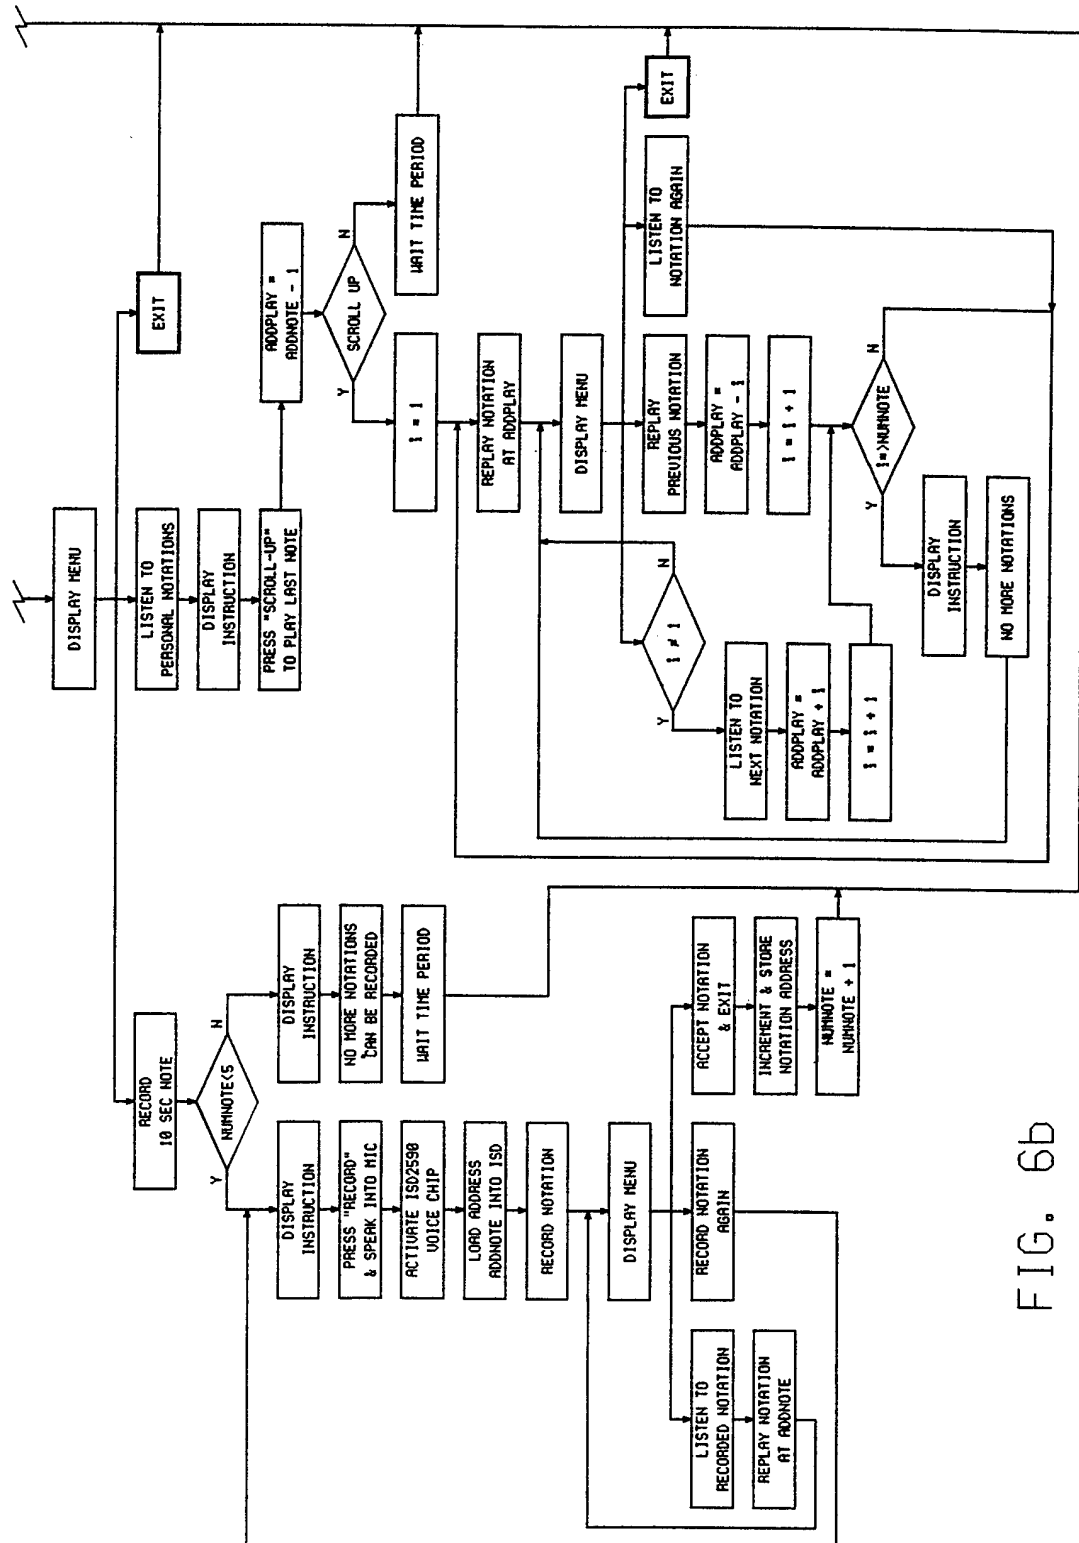 DISPLAY MENU
RECORD
10 SEC NOTE
LISTEN TO
PERSONAL NOTATIONS
EXIT
NUMNOTE<5
Y
N
DISPLAY
INSTRUCTION
PRESS "SCROLL-UP"
TO PLAY LAST NOTE
ADDPLAY =
ADDNOTE - 1
DISPLAY
INSTRUCTION
PRESS "RECORD"
& SPEAK INTO MIC
ACTIVATE ISD2590
VOICE CHIP
LOAD ADDRESS
ADDNOTE INTO ISD
RECORD NOTATION
DISPLAY MENU
DISPLAY
INSTRUCTION
NO MORE NOTATIONS
CAN BE RECORDED
WAIT TIME PERIOD
LISTEN TO
RECORDED NOTATION
REPLAY NOTATION
AT ADDNOTE
RECORD NOTATION
AGAIN
ACCEPT NOTATION
& EXIT
INCREMENT & STORE
NOTATION ADDRESS
NUMNOTE =
NUMNOTE + 1
SCROLL UP
Y
N
WAIT TIME PERIOD
i = 1
REPLAY NOTATION
AT ADDPLAY
DISPLAY MENU
i ≠ 1
Y
N
LISTEN TO
NEXT NOTATION
ADDPLAY =
ADDPLAY + 1
i = i + 1
REPLAY
PREVIOUS NOTATION
ADDPLAY =
ADDPLAY - 1
i = i + 1
LISTEN TO
NOTATION AGAIN
EXIT
i=>NUMNOTE
Y
N
DISPLAY
INSTRUCTION
NO MORE NOTATIONS
FIG. 6b